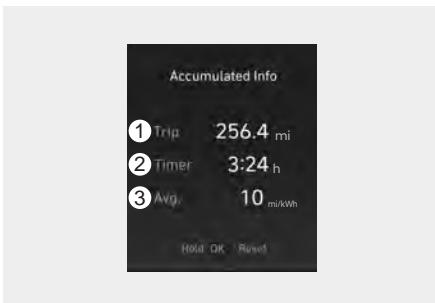 Accumulated Info
1 Trip 256.4 mi
2 Timer 3:24 h
3 Avg. 10 mi/kWh
Hold OK : Reset